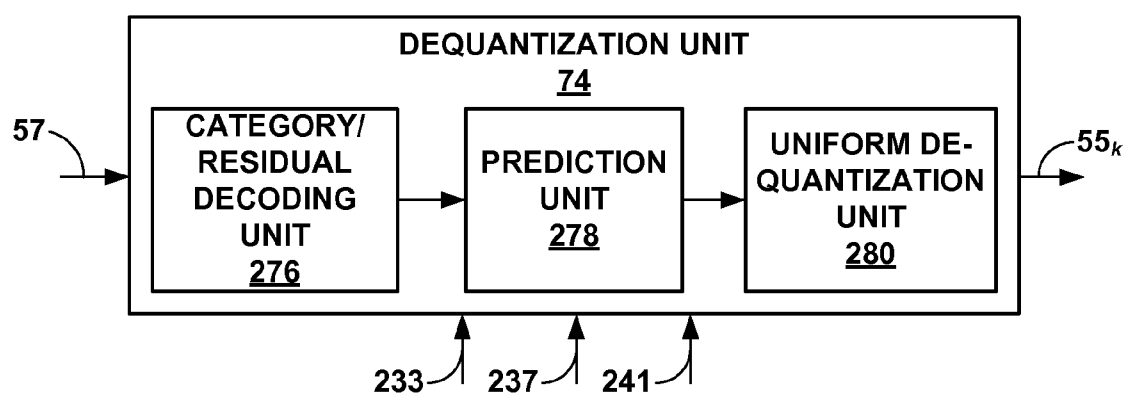 DEQUANTIZATION UNIT
74
57
CATEGORY/
RESIDUAL
DECODING
UNIT
276
PREDICTION
UNIT
278
UNIFORM DE-
QUANTIZATION
UNIT
280
55k
233
237
241